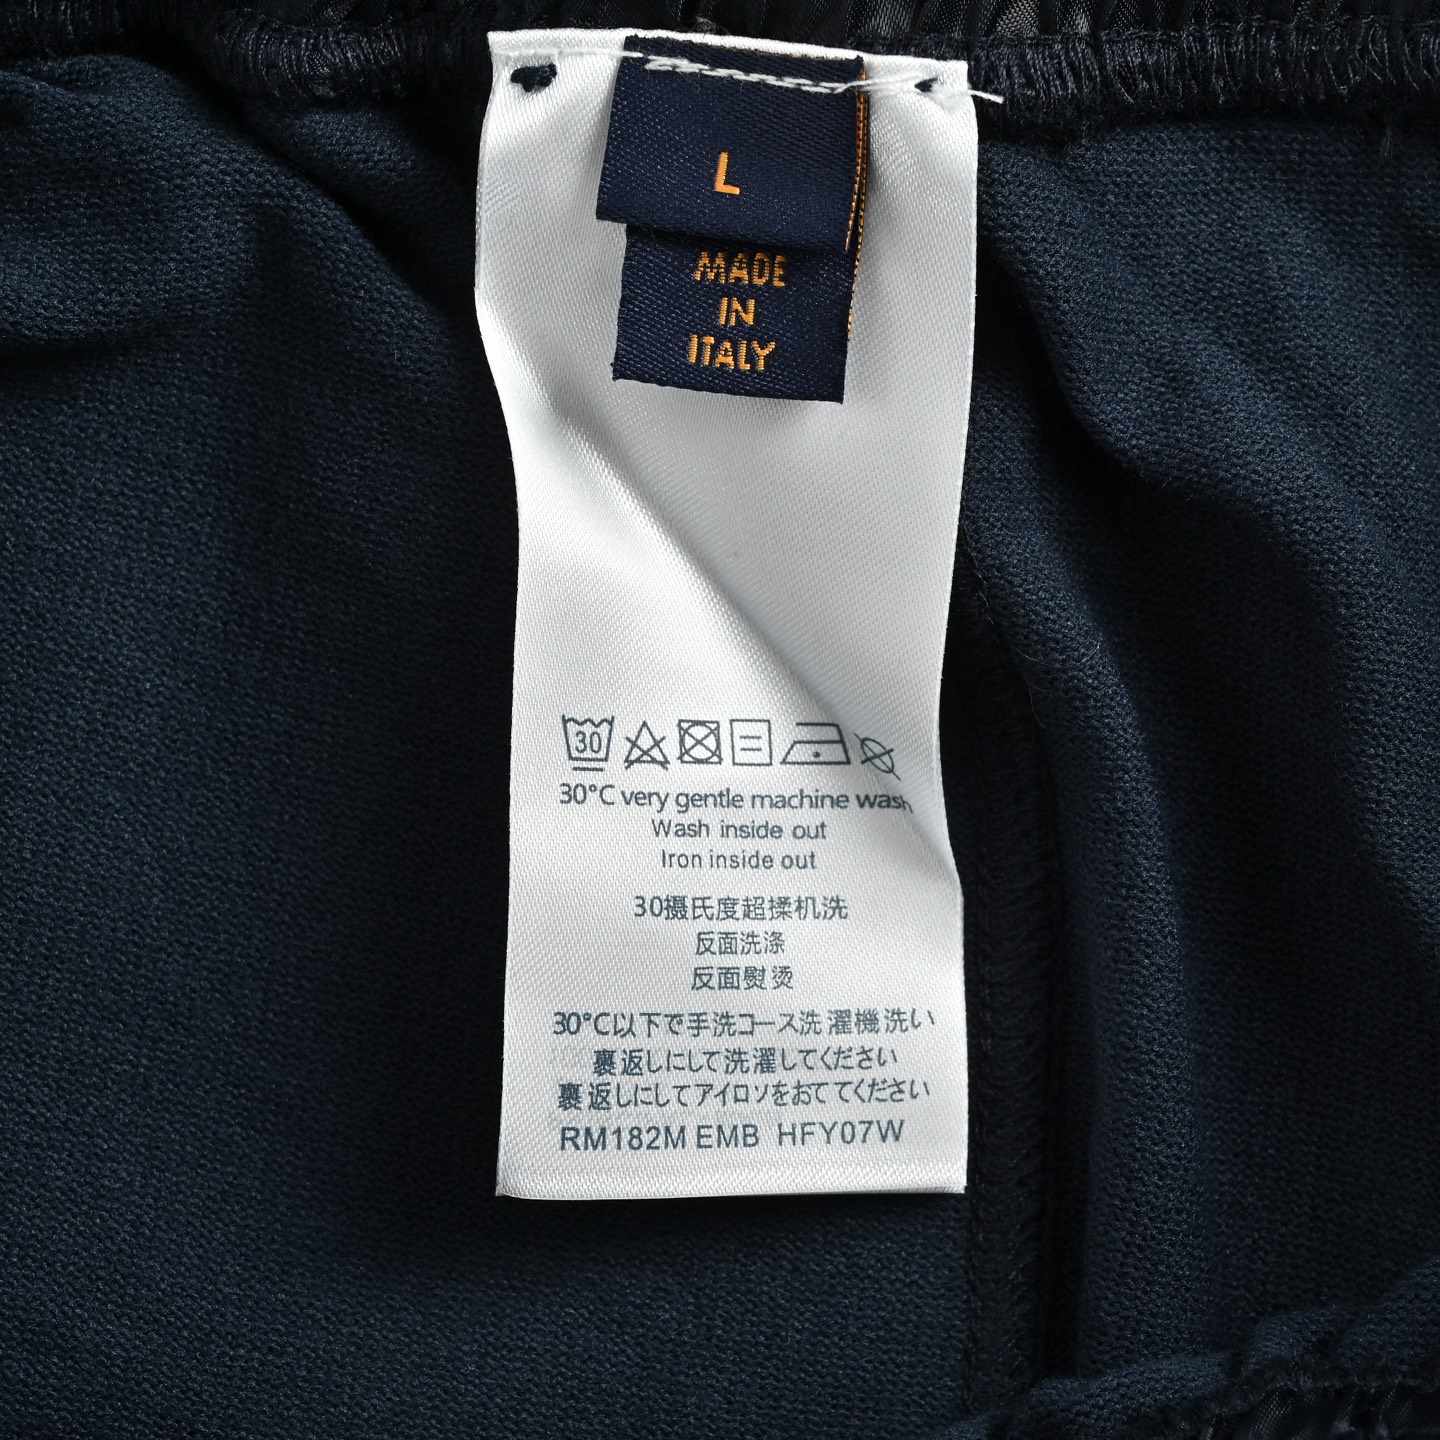 L
MADE
IN
ITALY
30
30°C very gentle machine wash
Wash inside out
Iron inside out
30摄氏度超揉机洗
反面洗涤
反面熨烫
30°C以下で手洗コース洗濯機洗い
裏返しにして洗濯してください
裏返しにしてアイロソをおててください
RM182M EMB HFY07W